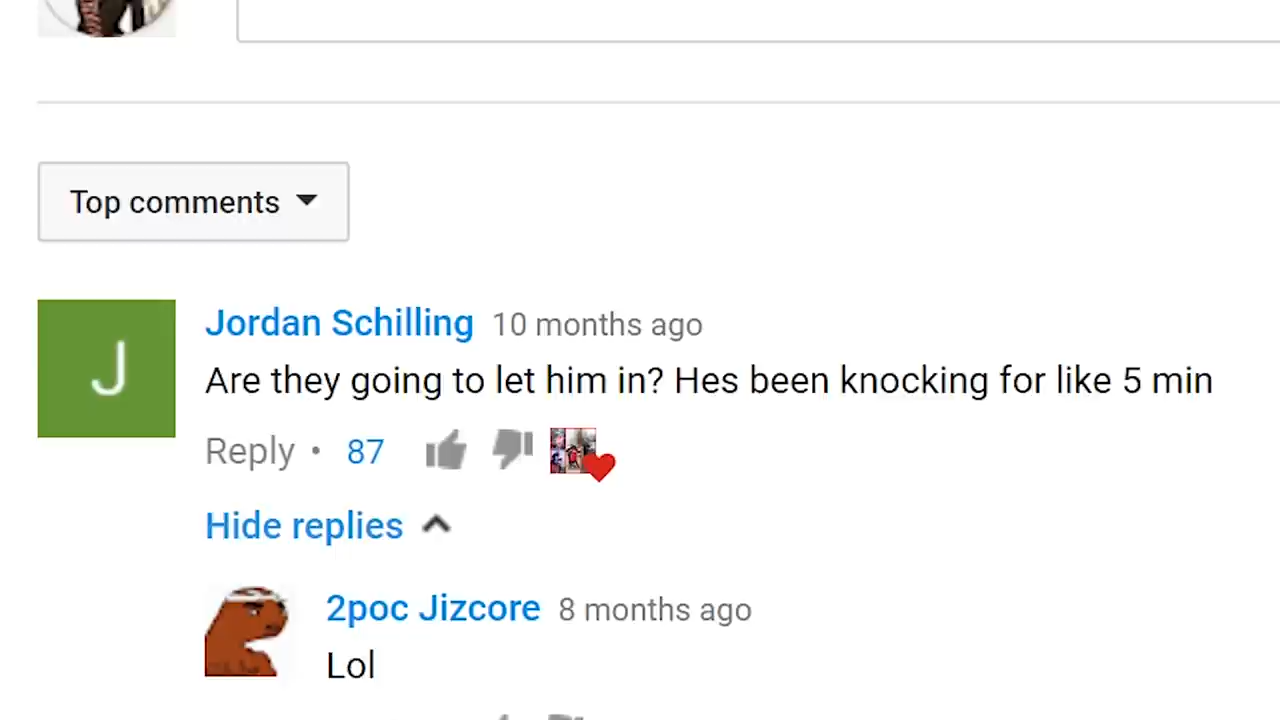 Top comments
J
Jordan Schilling 10 months ago
Are they going to let him in? Hes been knocking for like 5 min
Reply • 87
Hide replies
2poc Jizcore 8 months ago
Lol